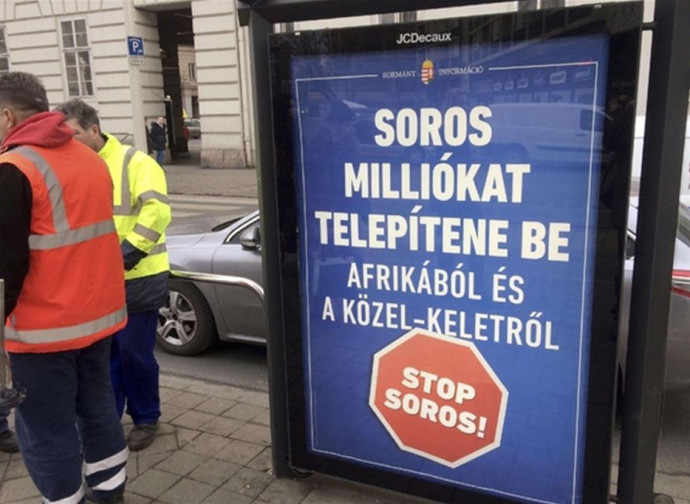 JCDecaux
KORMÁNY INFORMÁCIÓ
SOROS
MILLIÓKAT
TELEPÍTENE BE
AFRIKÁBÓL ÉS
A KÖZEL-KELETRŐL
STOP
SOROS!
P